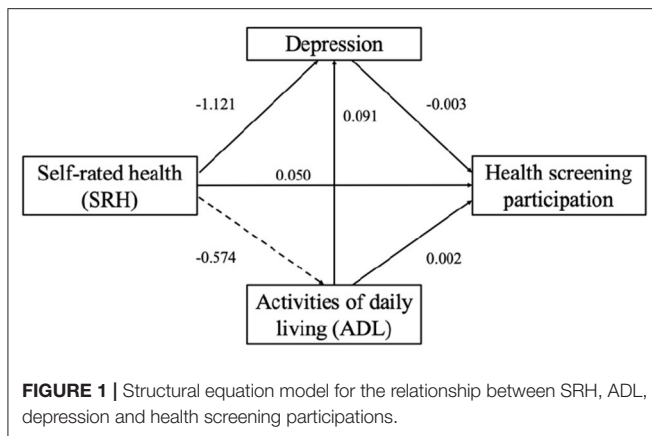 Depression
-1.121
0.091
-0.003
Self-rated health
(SRH)
0.050
Health screening
participation
-0.574
0.002
Activities of daily
living (ADL)
FIGURE 1 | Structural equation model for the relationship between SRH, ADL,
depression and health screening participations.